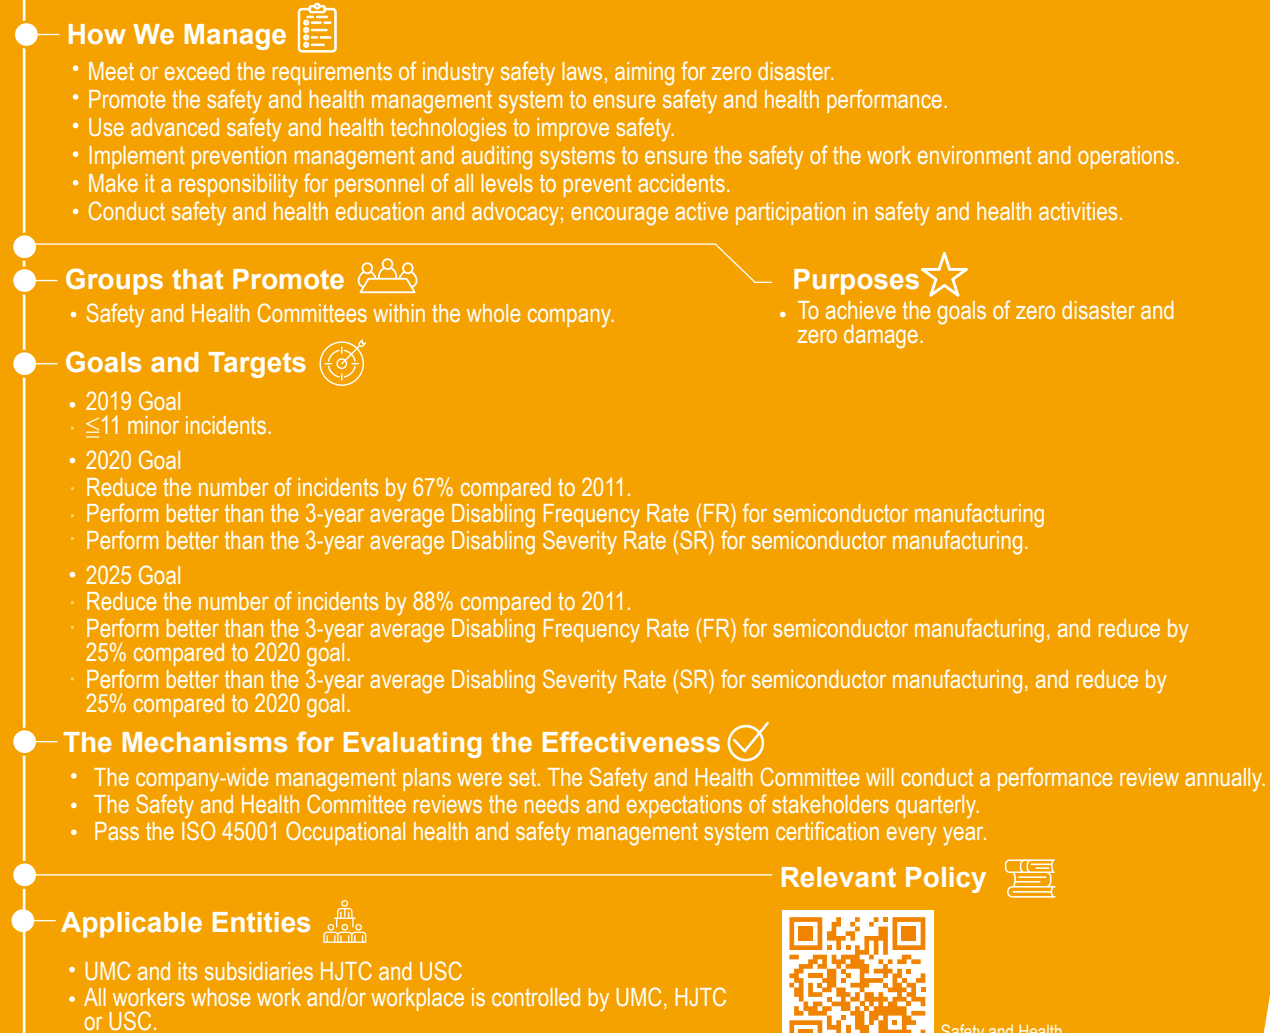 How We Manage
• Meet or exceed the requirements of industry safety laws, aiming for zero disaster.
• Promote the safety and health management system to ensure safety and health performance.
• Use advanced safety and health technologies to improve safety.
• Implement prevention management and auditing systems to ensure the safety of the work environment and operations.
• Make it a responsibility for personnel of all levels to prevent accidents.
• Conduct safety and health education and advocacy; encourage active participation in safety and health activities.
Groups that Promote
• Safety and Health Committees within the whole company.
Purposes
• To achieve the goals of zero disaster and
zero damage.
Goals and Targets
• 2019 Goal
· ≦11 minor incidents.
• 2020 Goal
· Reduce the number of incidents by 67% compared to 2011.
· Perform better than the 3-year average Disabling Frequency Rate (FR) for semiconductor manufacturing
· Perform better than the 3-year average Disabling Severity Rate (SR) for semiconductor manufacturing.
• 2025 Goal
· Reduce the number of incidents by 88% compared to 2011.
· Perform better than the 3-year average Disabling Frequency Rate (FR) for semiconductor manufacturing, and reduce by
25% compared to 2020 goal.
· Perform better than the 3-year average Disabling Severity Rate (SR) for semiconductor manufacturing, and reduce by
25% compared to 2020 goal.
The Mechanisms for Evaluating the Effectiveness
• The company-wide management plans were set. The Safety and Health Committee will conduct a performance review annually.
• The Safety and Health Committee reviews the needs and expectations of stakeholders quarterly.
• Pass the ISO 45001 Occupational health and safety management system certification every year.
Relevant Policy
Applicable Entities
• UMC and its subsidiaries HJTC and USC
• All workers whose work and/or workplace is controlled by UMC, HJTC
or USC.
Safety and Health